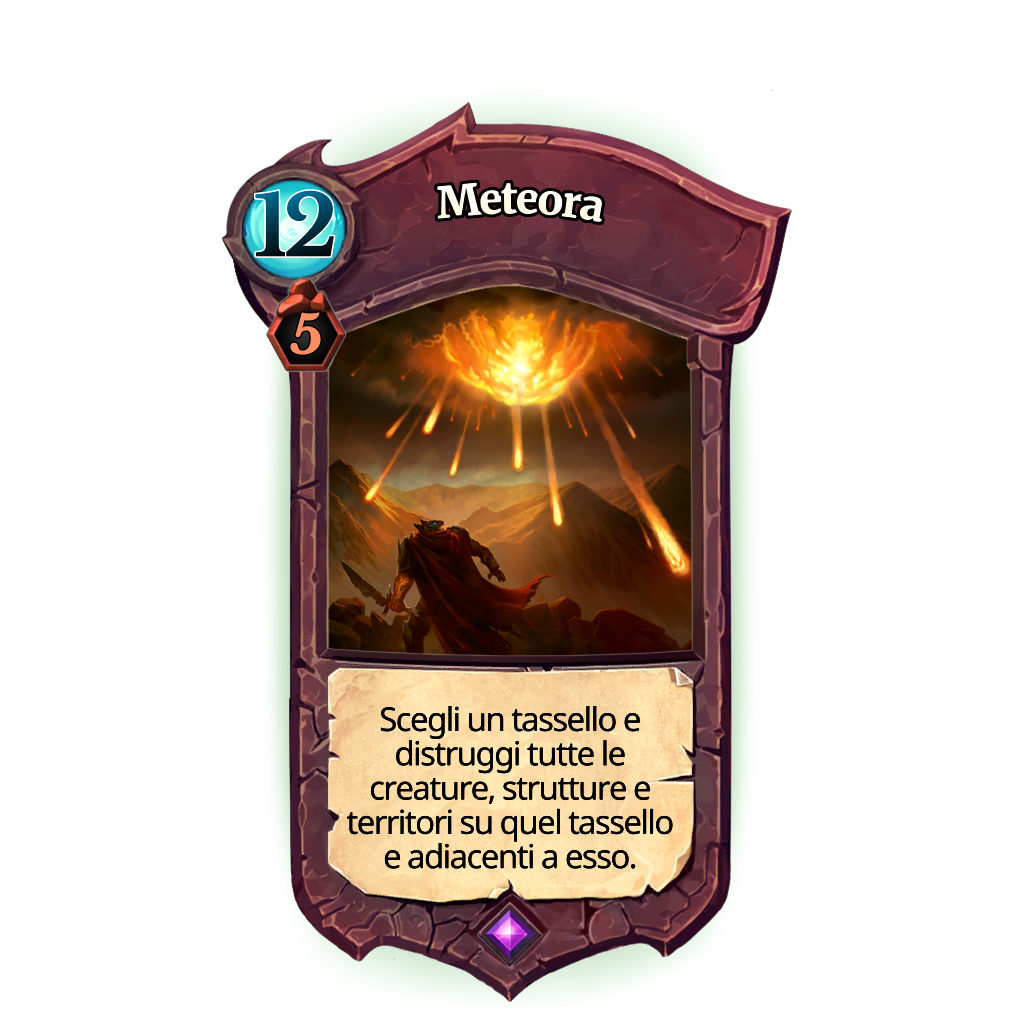 Meteora
12
5
Scegli un tassello e
distruggi tutte le
creature, strutture e
territori su quel tassello
e adiacenti a esso.